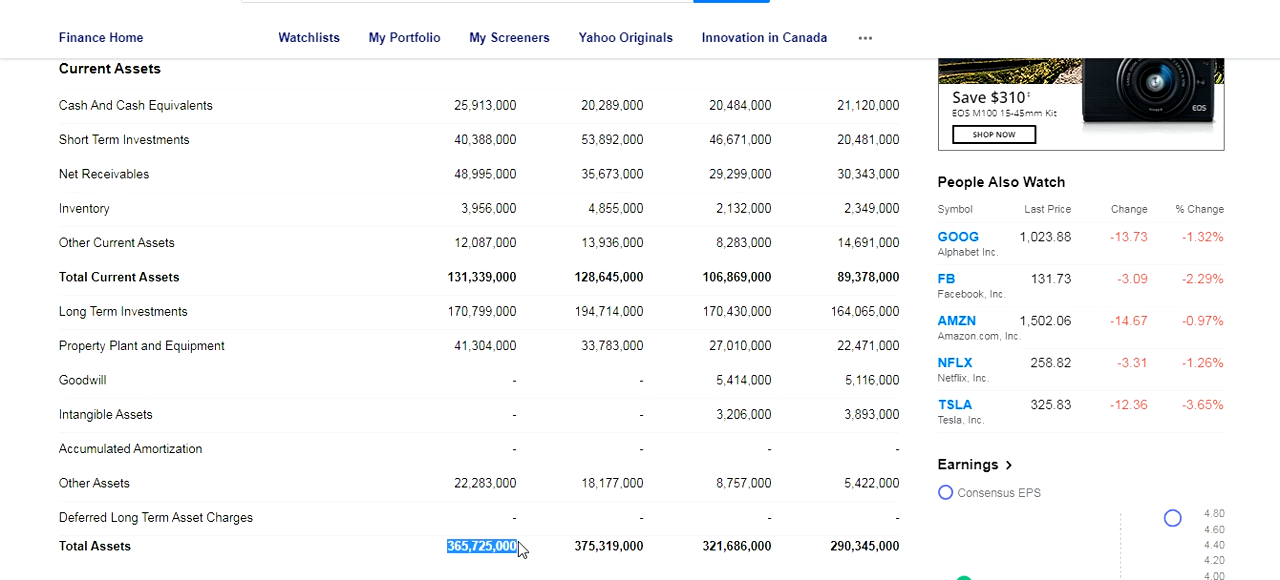 Finance Home Watchlists My Portfolio My Screeners Yahoo Originals Innovation in Canada •••
Current Assets
Cash And Cash Equivalents 25,913,000 20,289,000 20,484,000 21,120,000
Short Term Investments 40,388,000 53,892,000 46,671,000 20,481,000
Net Receivables 48,995,000 35,673,000 29,299,000 30,343,000
Inventory 3,956,000 4,855,000 2,132,000 2,349,000
Other Current Assets 12,087,000 13,936,000 8,283,000 14,691,000
Total Current Assets 131,339,000 128,645,000 106,869,000 89,378,000
Long Term Investments 170,799,000 194,714,000 170,430,000 164,065,000
Property Plant and Equipment 41,304,000 33,783,000 27,010,000 22,471,000
Goodwill - - 5,414,000 5,116,000
Intangible Assets - - 3,206,000 3,893,000
Accumulated Amortization - - - -
Other Assets 22,283,000 18,177,000 8,757,000 5,422,000
Deferred Long Term Asset Charges - - - -
Total Assets 365,725,000 375,319,000 321,686,000 290,345,000
Save $310‡
EOS M100 15-45mm Kit
SHOP NOW
EOS
People Also Watch
Symbol Last Price Change % Change
GOOG 1,023.88 -13.73 -1.32%
Alphabet Inc.
FB 131.73 -3.09 -2.29%
Facebook, Inc.
AMZN 1,502.06 -14.67 -0.97%
Amazon.com, Inc.
NFLX 258.82 -3.31 -1.26%
Netflix, Inc.
TSLA 325.83 -12.36 -3.65%
Tesla, Inc.
Earnings >
Consensus EPS
4.80
4.60
4.40
4.20
4.00